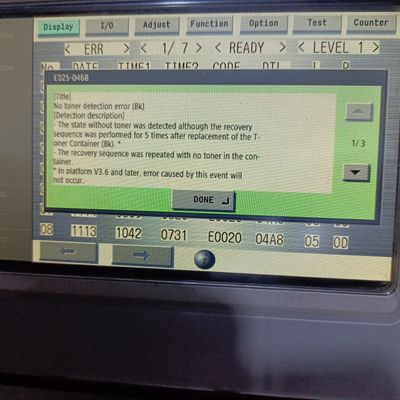 Display I/O Adjust Function Option Test Counter
< ERR > < 1/ 7 > < READY > < LEVEL 1 >
No. DATE TIME1 TIME2 CODE DTL L P
E025-0468
[Title]
No toner detection error (Bk)
[Detection description]
- The state without toner was detected although the recovery
sequence was performed for 5 times after replacement of the T-
oner Container (Bk). *
- The recovery sequence was repeated with no toner in the con-
tainer.
* In platform V3.6 and later, error caused by this event will
not occur.
1/3
DONE
08 1113 1042 0731 E0020 04A8 05 0D